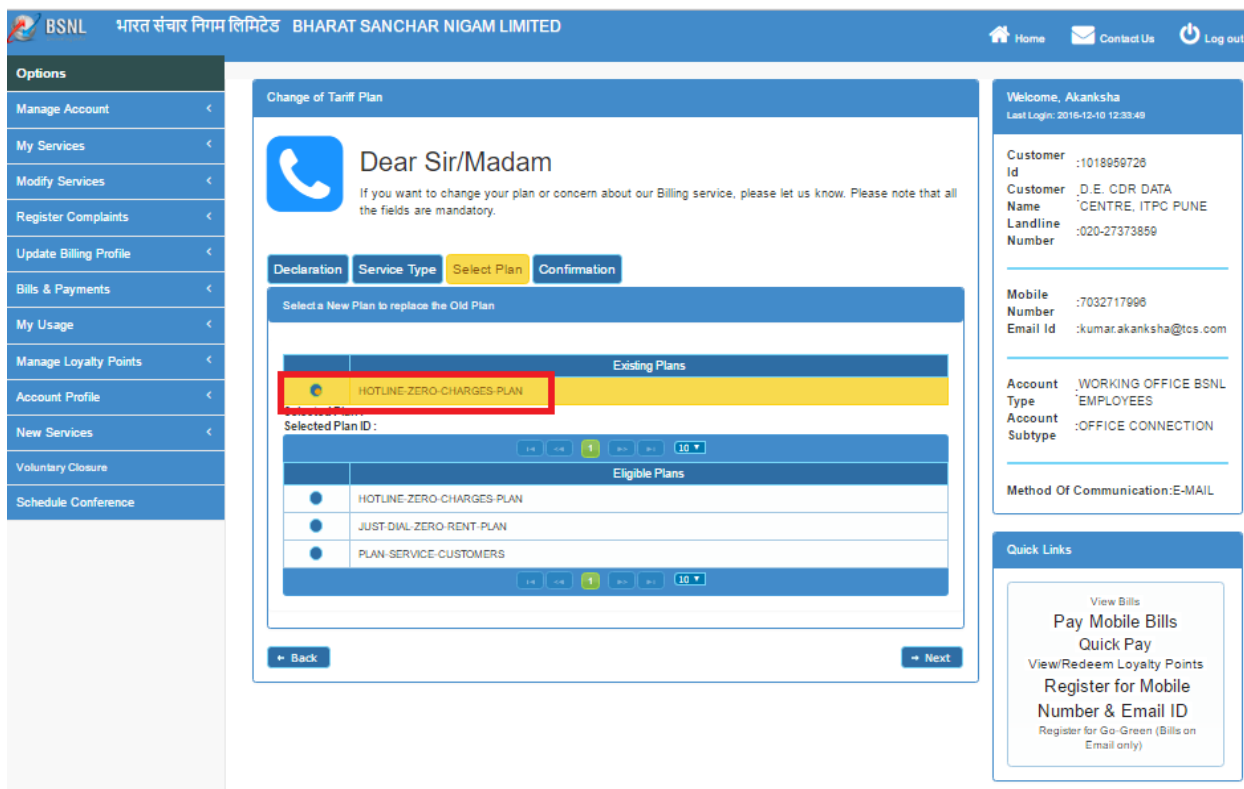 BSNL भारत संचार निगम लिमिटेड BHARAT SANCHAR NIGAM LIMITED
Home Contact Us Log out
Options
Manage Account
My Services
Modify Services
Register Complaints
Update Billing Profile
Bills & Payments
My Usage
Manage Loyalty Points
Account Profile
New Services
Voluntary Closure
Schedule Conference
Change of Tariff Plan
Dear Sir/Madam
If you want to change your plan or concern about our Billing service, please let us know. Please note that all
the fields are mandatory.
Declaration Service Type Select Plan Confirmation
Select a New Plan to replace the Old Plan
Existing Plans
HOTLINE-ZERO-CHARGES-PLAN
Selected Plan :
Selected Plan ID :
1 10
Eligible Plans
HOTLINE-ZERO-CHARGES-PLAN
JUST-DIAL-ZERO-RENT-PLAN
PLAN-SERVICE-CUSTOMERS
1 10
Back Next
Welcome, Akanksha
Last Login: 2016-12-10 12:33:49
Customer Id :1018959726
Customer Name :D.E. CDR DATA
CENTRE, ITPC PUNE
Landline Number :020-27373859
Mobile Number :7032717996
Email Id :kumar.akanksha@tcs.com
Account Type :WORKING OFFICE BSNL
EMPLOYEES
Account Subtype :OFFICE CONNECTION
Method Of Communication:E-MAIL
Quick Links
View Bills
Pay Mobile Bills
Quick Pay
View/Redeem Loyalty Points
Register for Mobile
Number & Email ID
Register for Go-Green (Bills on
Email only)